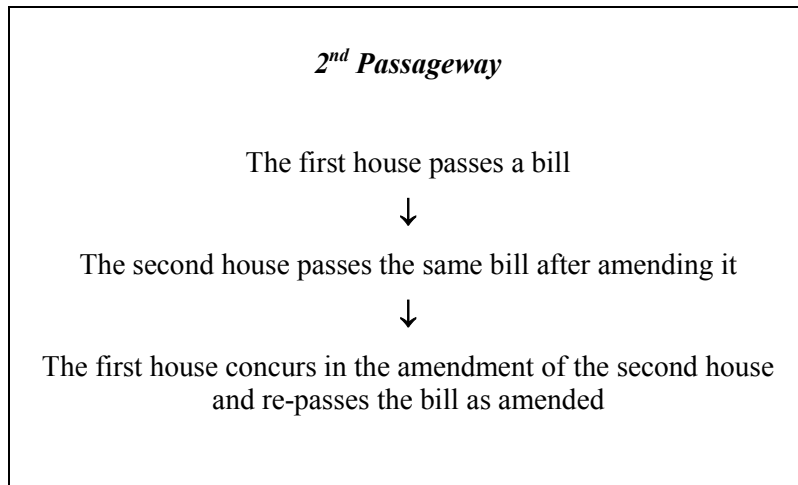 2nd Passageway
The first house passes a bill
↓
The second house passes the same bill after amending it
↓
The first house concurs in the amendment of the second house
and re-passes the bill as amended